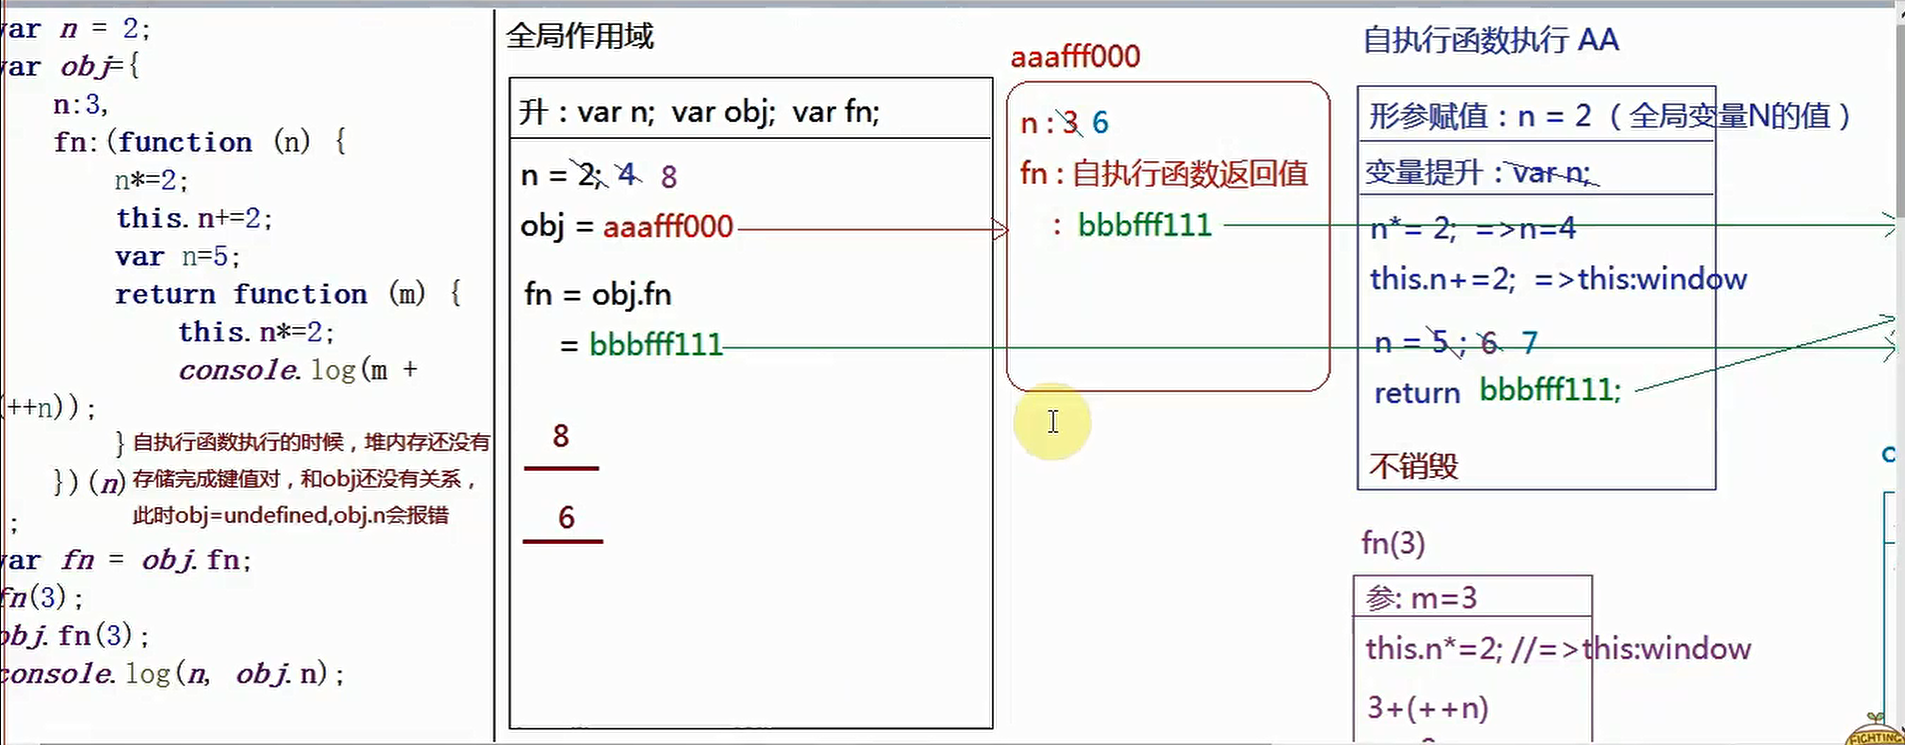 var n = 2;
var obj={
n:3,
fn:(function (n) {
n*=2;
this.n+=2;
var n=5;
return function (m) {
this.n*=2;
console.log(m +
(++n));
}
})(n)
;
var fn = obj.fn;
fn(3);
obj.fn(3);
console.log(n, obj.n);
自执行函数执行的时候，堆内存还没有
存储完成键值对，和obj还没有关系，
此时obj=undefined,obj.n会报错
全局作用域
升：var n; var obj; var fn;
n = 2; 4 8
obj = aaafff000
fn = obj.fn
= bbbfff111
8
6
aaafff000
n : 3 6
fn : 自执行函数返回值
: bbbfff111
自执行函数执行 AA
形参赋值：n = 2 （全局变量N的值）
变量提升：var n;
n*= 2; =>n=4
this.n+=2; =>this:window
n = 5 ; 6 7
return bbbfff111;
不销毁
fn(3)
参: m=3
this.n*=2; //=>this:window
3+(++n)
FIGHTING